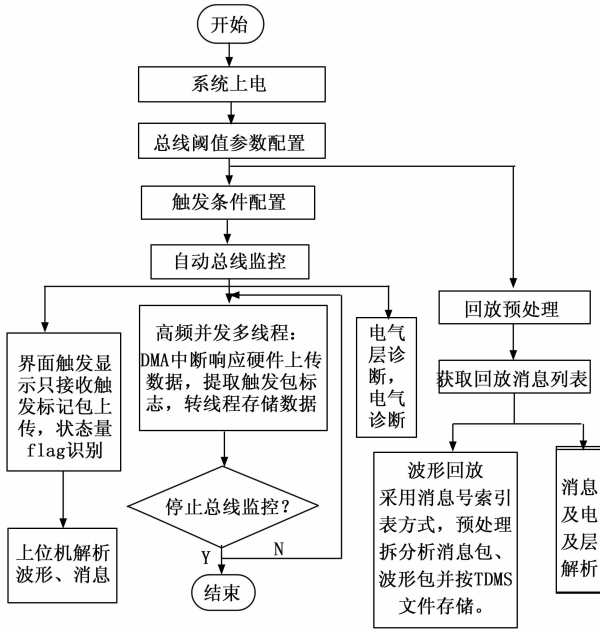 开始
系统上电
总线阈值参数配置
触发条件配置
自动总线监控
界面触发显
示只接收触
发标记包上
传，状态量
flag识别
上位机解析
波形、消息
高频并发多线程：
DMA中断响应硬件上传
数据，提取触发包标
志，转线程存储数据
停止总线监控？
Y
N
结束
电气
层诊
断，
电气
诊断
回放预处理
获取回放消息列表
波形回放
采用消息号索引
表方式，预处理
拆分析消息包、
波形包并按TDMS
文件存储。
消息
及电
及层
解析